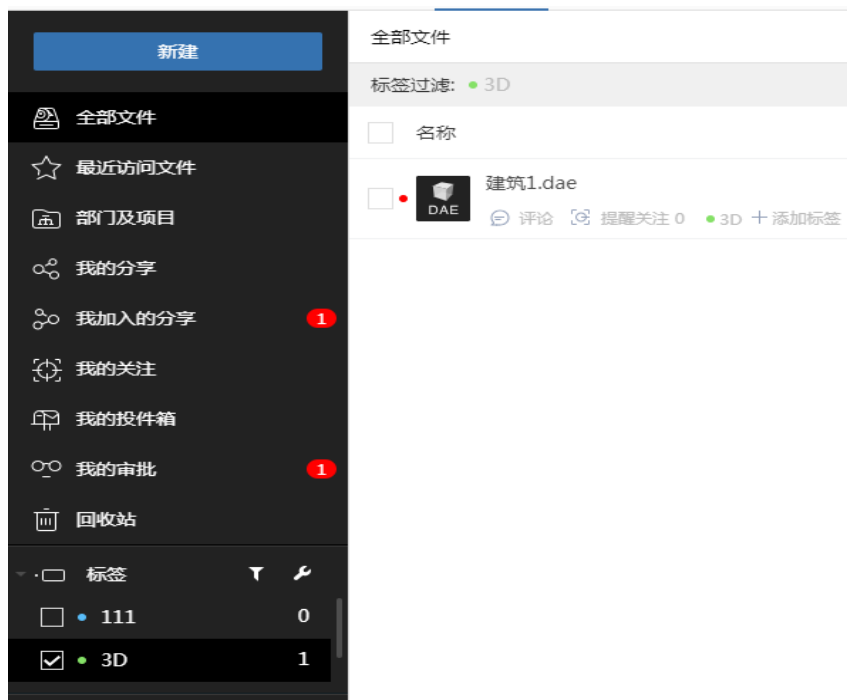 新建
全部文件
最近访问文件
部门及项目
我的分享
我加入的分享 1
我的关注
我的投件箱
我的审批 1
回收站
标签
111 0
3D 1
全部文件
标签过滤: 3D
名称
建筑1.dae
DAE
评论 提醒关注 0 3D 添加标签